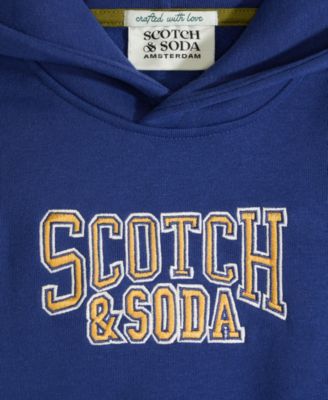 crafted with love
SCOTCH
& SODA
AMSTERDAM
SCOTCH
& SODA